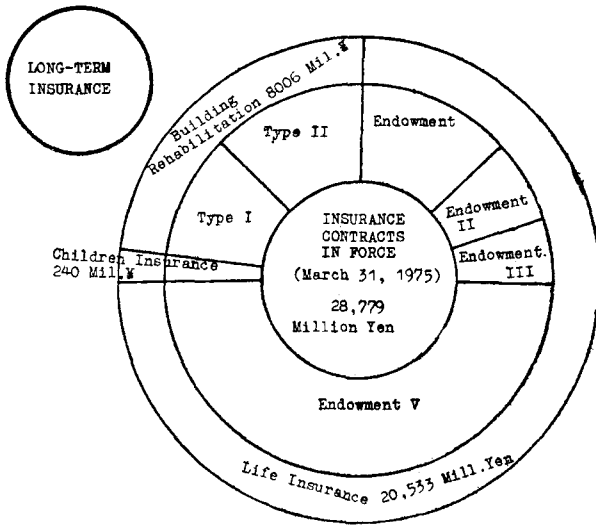 LONG-TERM
INSURANCE
Building
Rehabilitation 8006 Mil.¥
Type II
Endowment
Type I
Endowment
II
Endowment.
III
Children Insurance
240 Mil.¥
INSURANCE
CONTRACTS
IN FORCE
(March 31, 1975)
28,779
Million Yen
Endowment V
Life Insurance 20,533 Mill.Yen